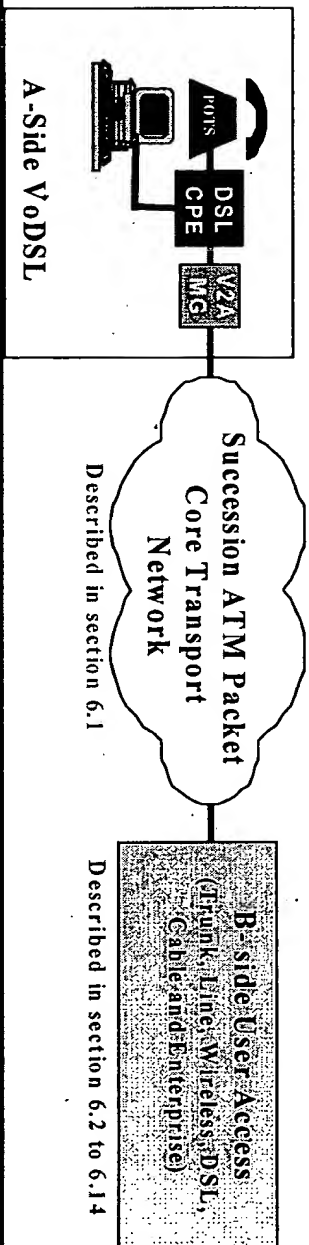 POTS
DSL
CPE
V2A
MG
A-Side VoDSL
Succession ATM Packet
Core Transport
Network
Described in section 6.1
B-side User Access
(Trunk, Line, Wireless, DSL,
Cable and Enterprise)
Described in section 6.2 to 6.14